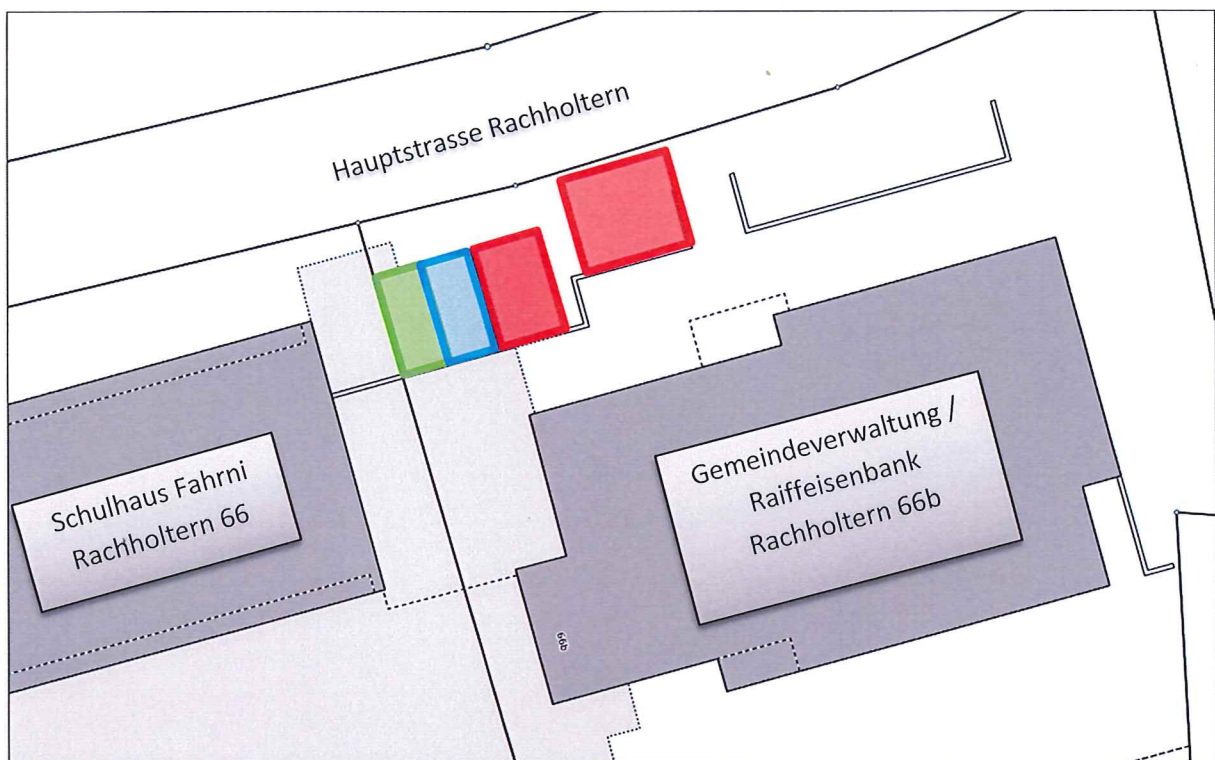 Hauptstrasse Rachholtern
Schulhaus Fahrni
Rachholtern 66
Gemeindeverwaltung /
Raiffeisenbank
Rachholtern 66b
66b